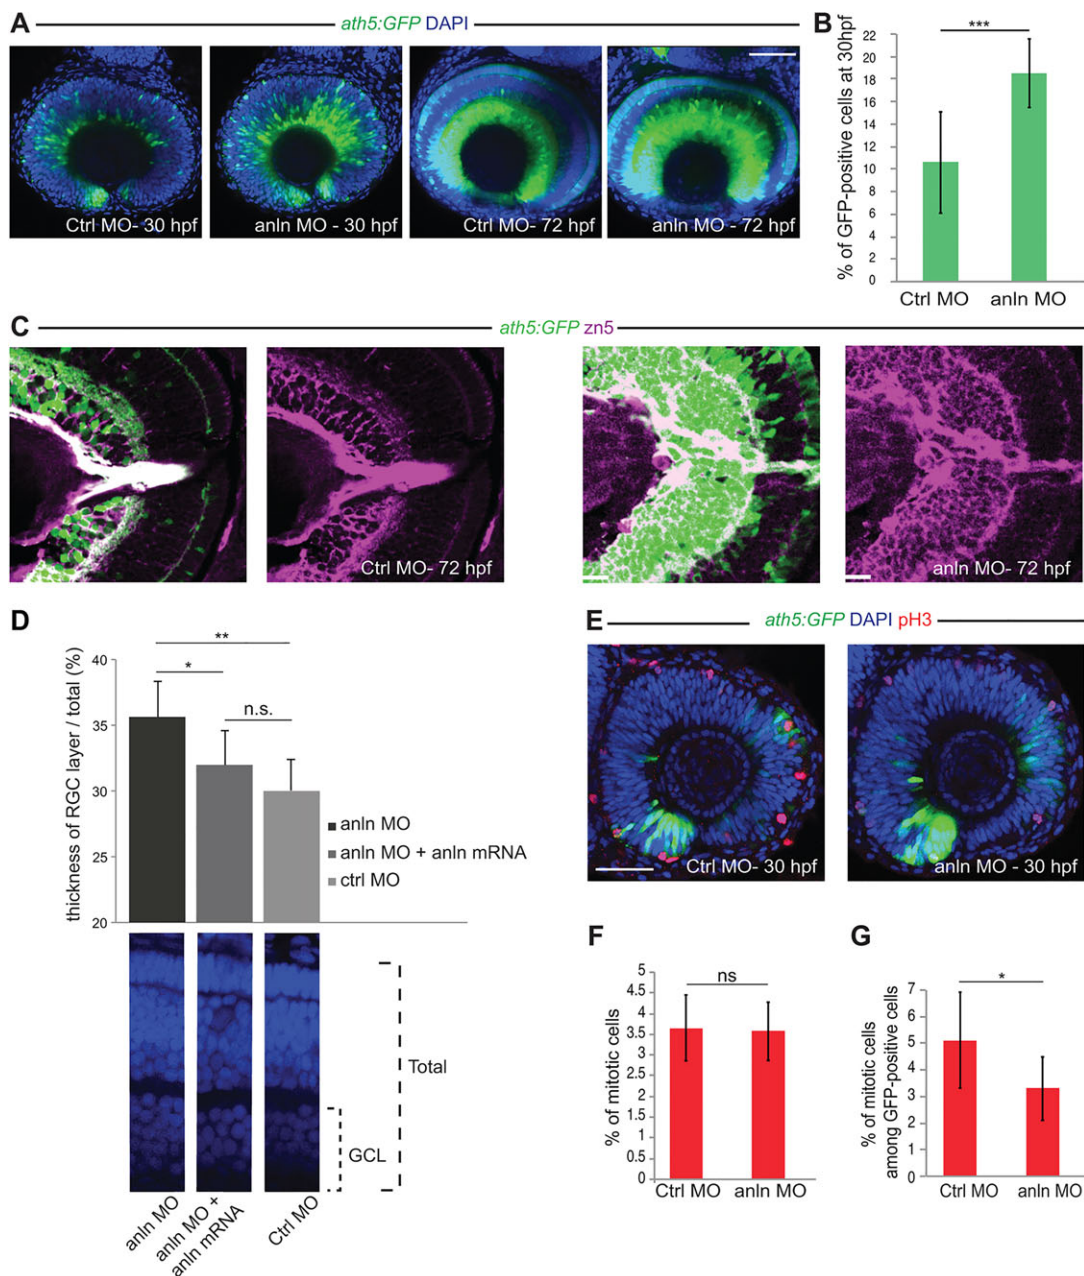 A
ath5:GFP DAPI
Ctrl MO- 30 hpf
anln MO - 30 hpf
Ctrl MO- 72 hpf
anln MO - 72 hpf
B
% of GFP-positive cells at 30hpf
22
20
18
16
14
12
10
8
6
4
2
0
***
Ctrl MO
anln MO
C
ath5:GFP zn5
Ctrl MO- 72 hpf
anln MO- 72 hpf
D
thickness of RGC layer / total (%)
40
35
30
25
20
**
*
n.s.
anln MO
anln MO + anln mRNA
ctrl MO
Total
GCL
anln MO
anln MO +
anln mRNA
Ctrl MO
E
ath5:GFP DAPI pH3
Ctrl MO- 30 hpf
anln MO - 30 hpf
F
% of mitotic cells
5
4.5
4
3.5
3
2.5
2
1.5
1
0.5
0
ns
Ctrl MO
anln MO
G
% of mitotic cells
among GFP-positive cells
7
6
5
4
3
2
1
0
*
Ctrl MO
anln MO